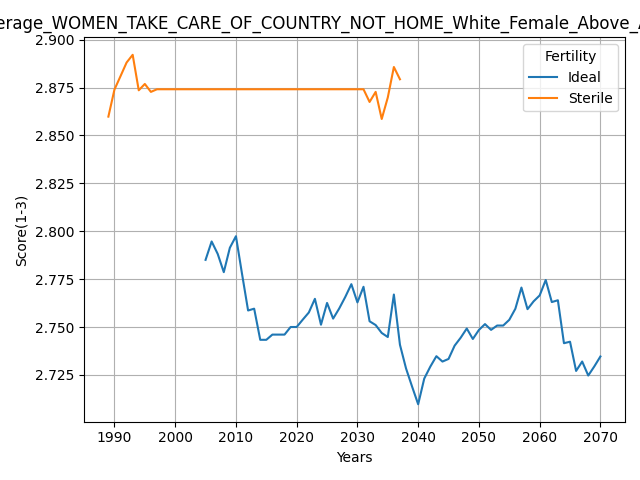 erage_WOMEN_TAKE_CARE_OF_COUNTRY_NOT_HOME_White_Female_Above_A
2.900
2.875
2.850
2.825
2.800
2.775
2.750
2.725
Score(1-3)
Fertility
Ideal
Sterile
1990 2000 2010 2020 2030 2040 2050 2060 2070
Years